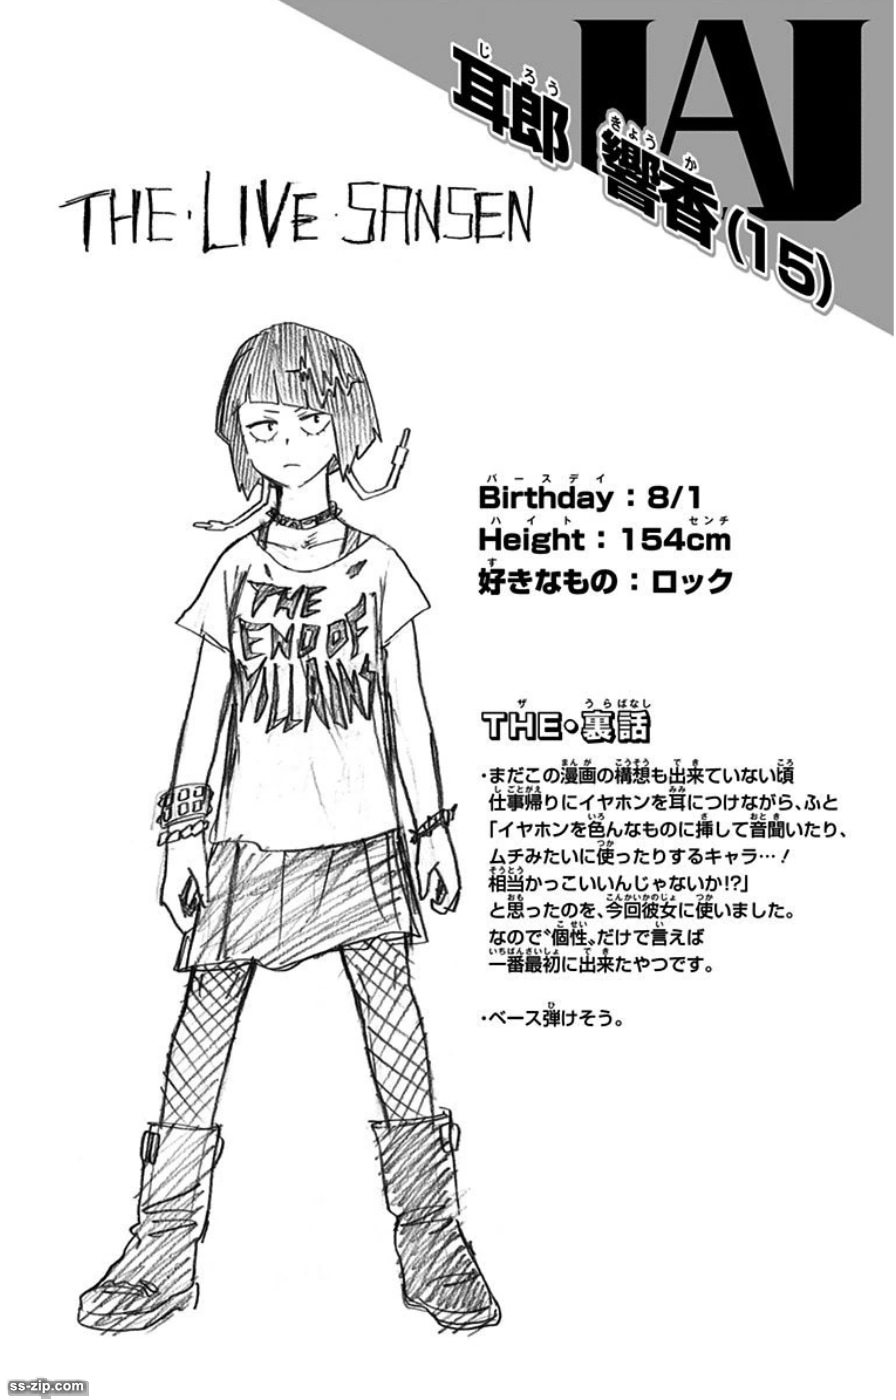 UA
耳郎 響香(15)
THE・LIVE・SANSEN
THE
END OF
VILLAINS
Birthday：8/1
Height：154cm
好きなもの：ロック
THE・裏話
・まだこの漫画の構想も出来ていない頃
仕事帰りにイヤホンを耳につけながら、ふと
「イヤホンを色んなものに挿して音聞いたり、
ムチみたいに使ったりするキャラ…！
相当かっこいいんじゃないか!?」
と思ったのを、今回彼女に使いました。
なので〝個性〟だけで言えば
一番最初に出来たやつです。
・ベース弾けそう。
ss-zip.com